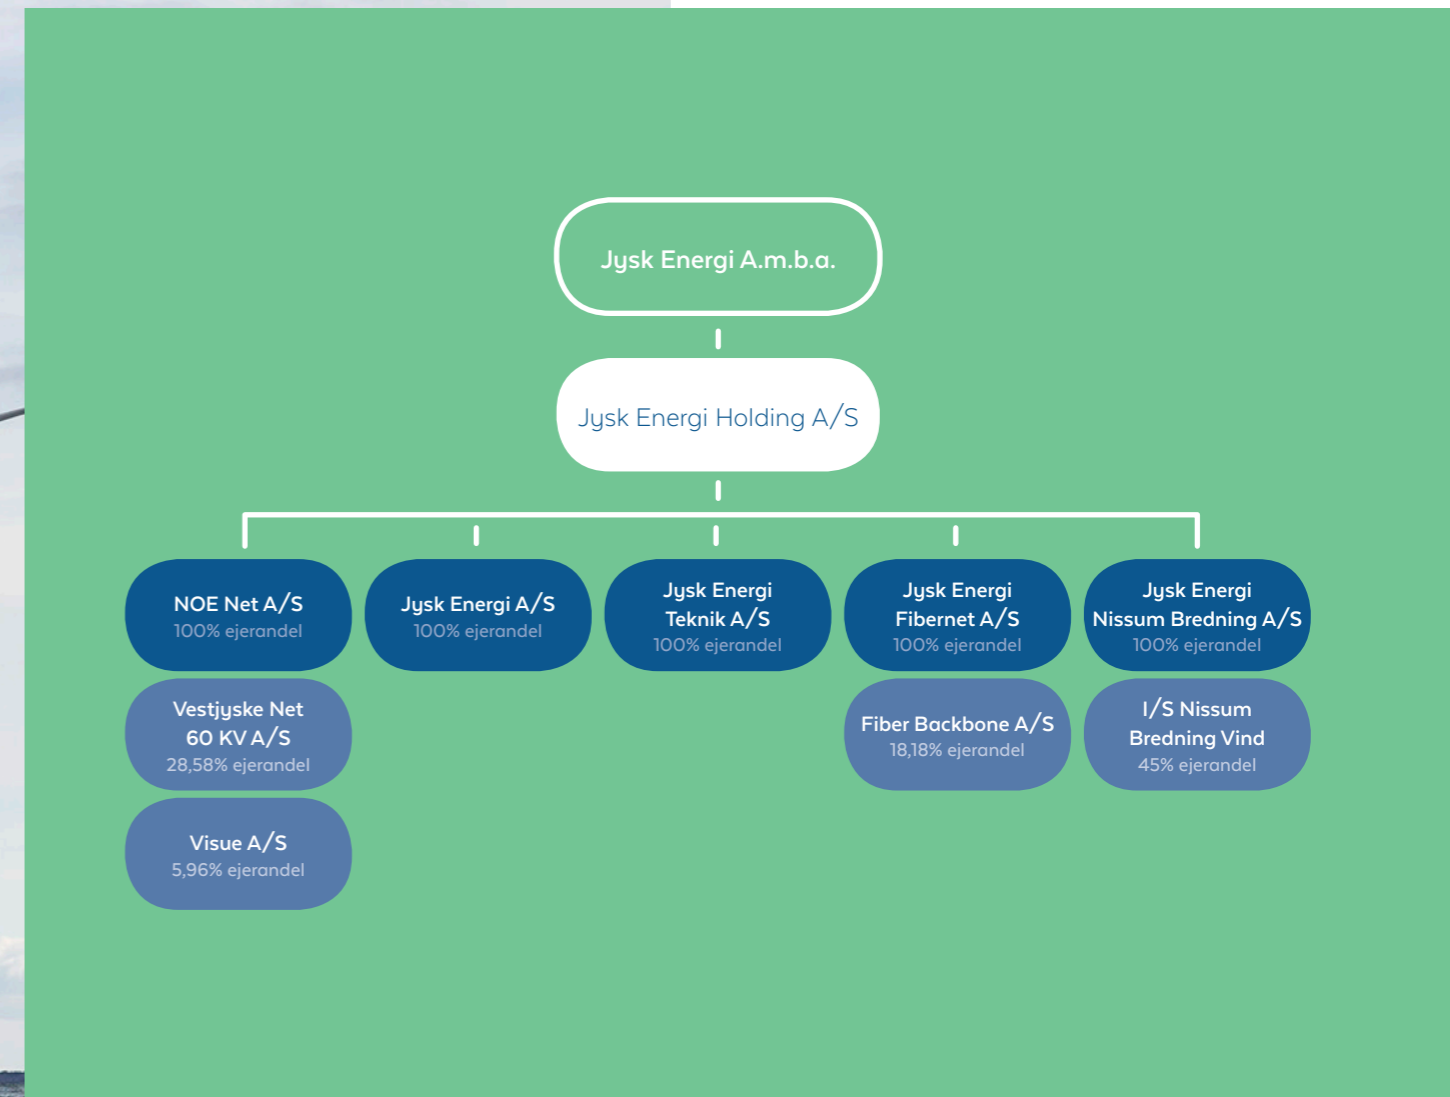 Jysk Energi A.m.b.a.
Jysk Energi Holding A/S
NOE Net A/S
100% ejerandel
Jysk Energi A/S
100% ejerandel
Jysk Energi
Teknik A/S
100% ejerandel
Jysk Energi
Fibernet A/S
100% ejerandel
Jysk Energi
Nissum Bredning A/S
100% ejerandel
Vestjyske Net
60 KV A/S
28,58% ejerandel
Fiber Backbone A/S
18,18% ejerandel
I/S Nissum
Bredning Vind
45% ejerandel
Visue A/S
5,96% ejerandel